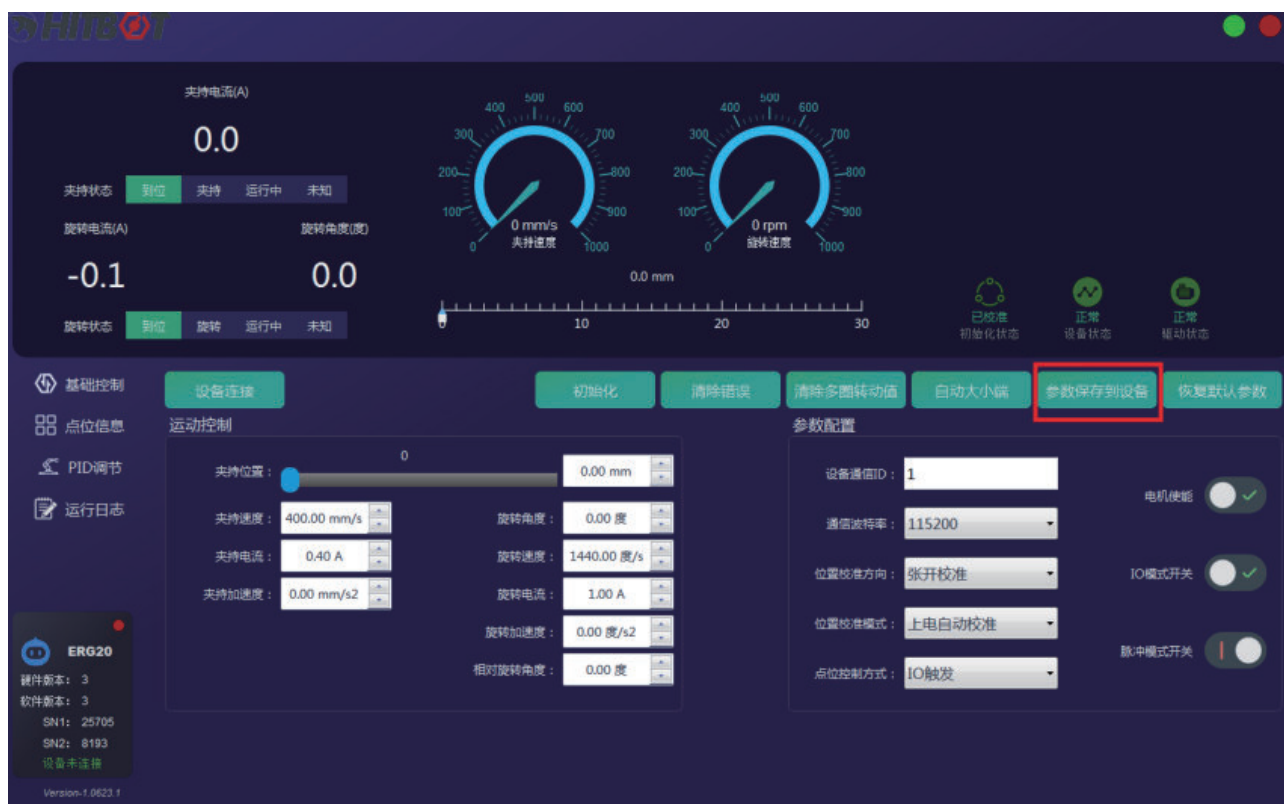 HITBOT
夹持电流(A)
0.0
夹持状态 到位 夹持 运行中 未知
旋转电流(A) 旋转角度(度)
-0.1 0.0
旋转状态 到位 旋转 运行中 未知
0 100 200 300 400 500 600 700 800 900 1000
0 mm/s
夹持速度
0 100 200 300 400 500 600 700 800 900 1000
0 rpm
旋转速度
0.0 mm
0 10 20 30
已校准 正常 正常
初始化状态 设备状态 驱动状态
基础控制
点位信息
PID调节
运行日志
设备连接 初始化 清除错误 清除多圈转动值 自动大小端 参数保存到设备 恢复默认参数
运动控制
0
夹持位置： 0.00 mm
夹持速度： 400.00 mm/s 旋转角度： 0.00 度
夹持电流： 0.40 A 旋转速度： 1440.00 度/s
夹持加速度： 0.00 mm/s2 旋转电流： 1.00 A
旋转加速度： 0.00 度/s2
相对旋转角度： 0.00 度
参数配置
设备通信ID： 1
通信波特率： 115200
位置校准方向： 张开校准
位置校准模式： 上电自动校准
点位控制方式： IO触发
电机使能
IO模式开关
脉冲模式开关
ERG20
硬件版本： 3
软件版本： 3
SN1: 25705
SN2: 8193
设备未连接
Version-1.0623.1